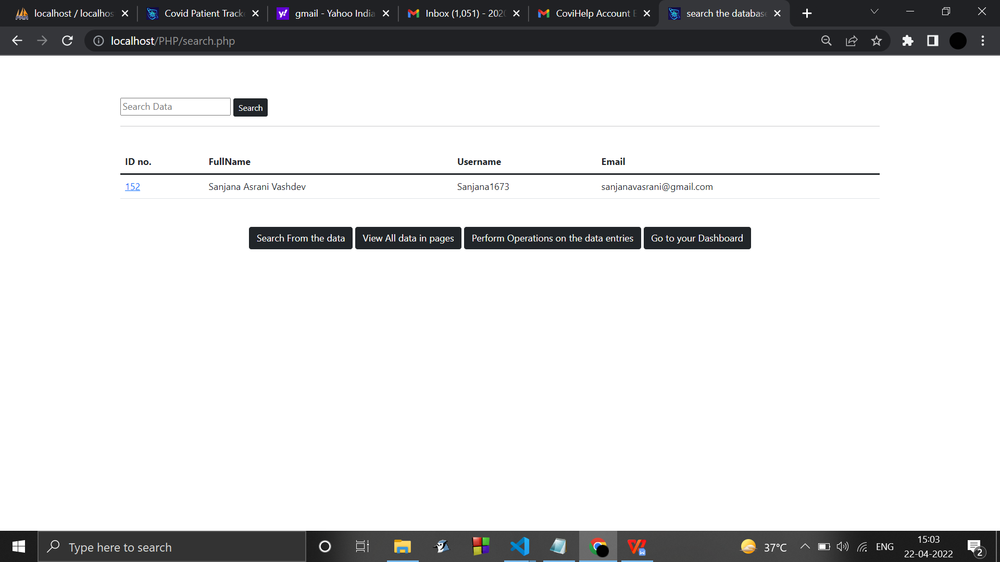 localhost / localhos
Covid Patient Tracke
gmail - Yahoo India
Inbox (1,051) - 2020
CoviHelp Account E
search the database
localhost/PHP/search.php
Search Data Search
ID no. FullName Username Email
152 Sanjana Asrani Vashdev Sanjana1673 sanjanavasrani@gmail.com
Search From the data View All data in pages Perform Operations on the data entries Go to your Dashboard
Type here to search
37°C
ENG
15:03
22-04-2022
2